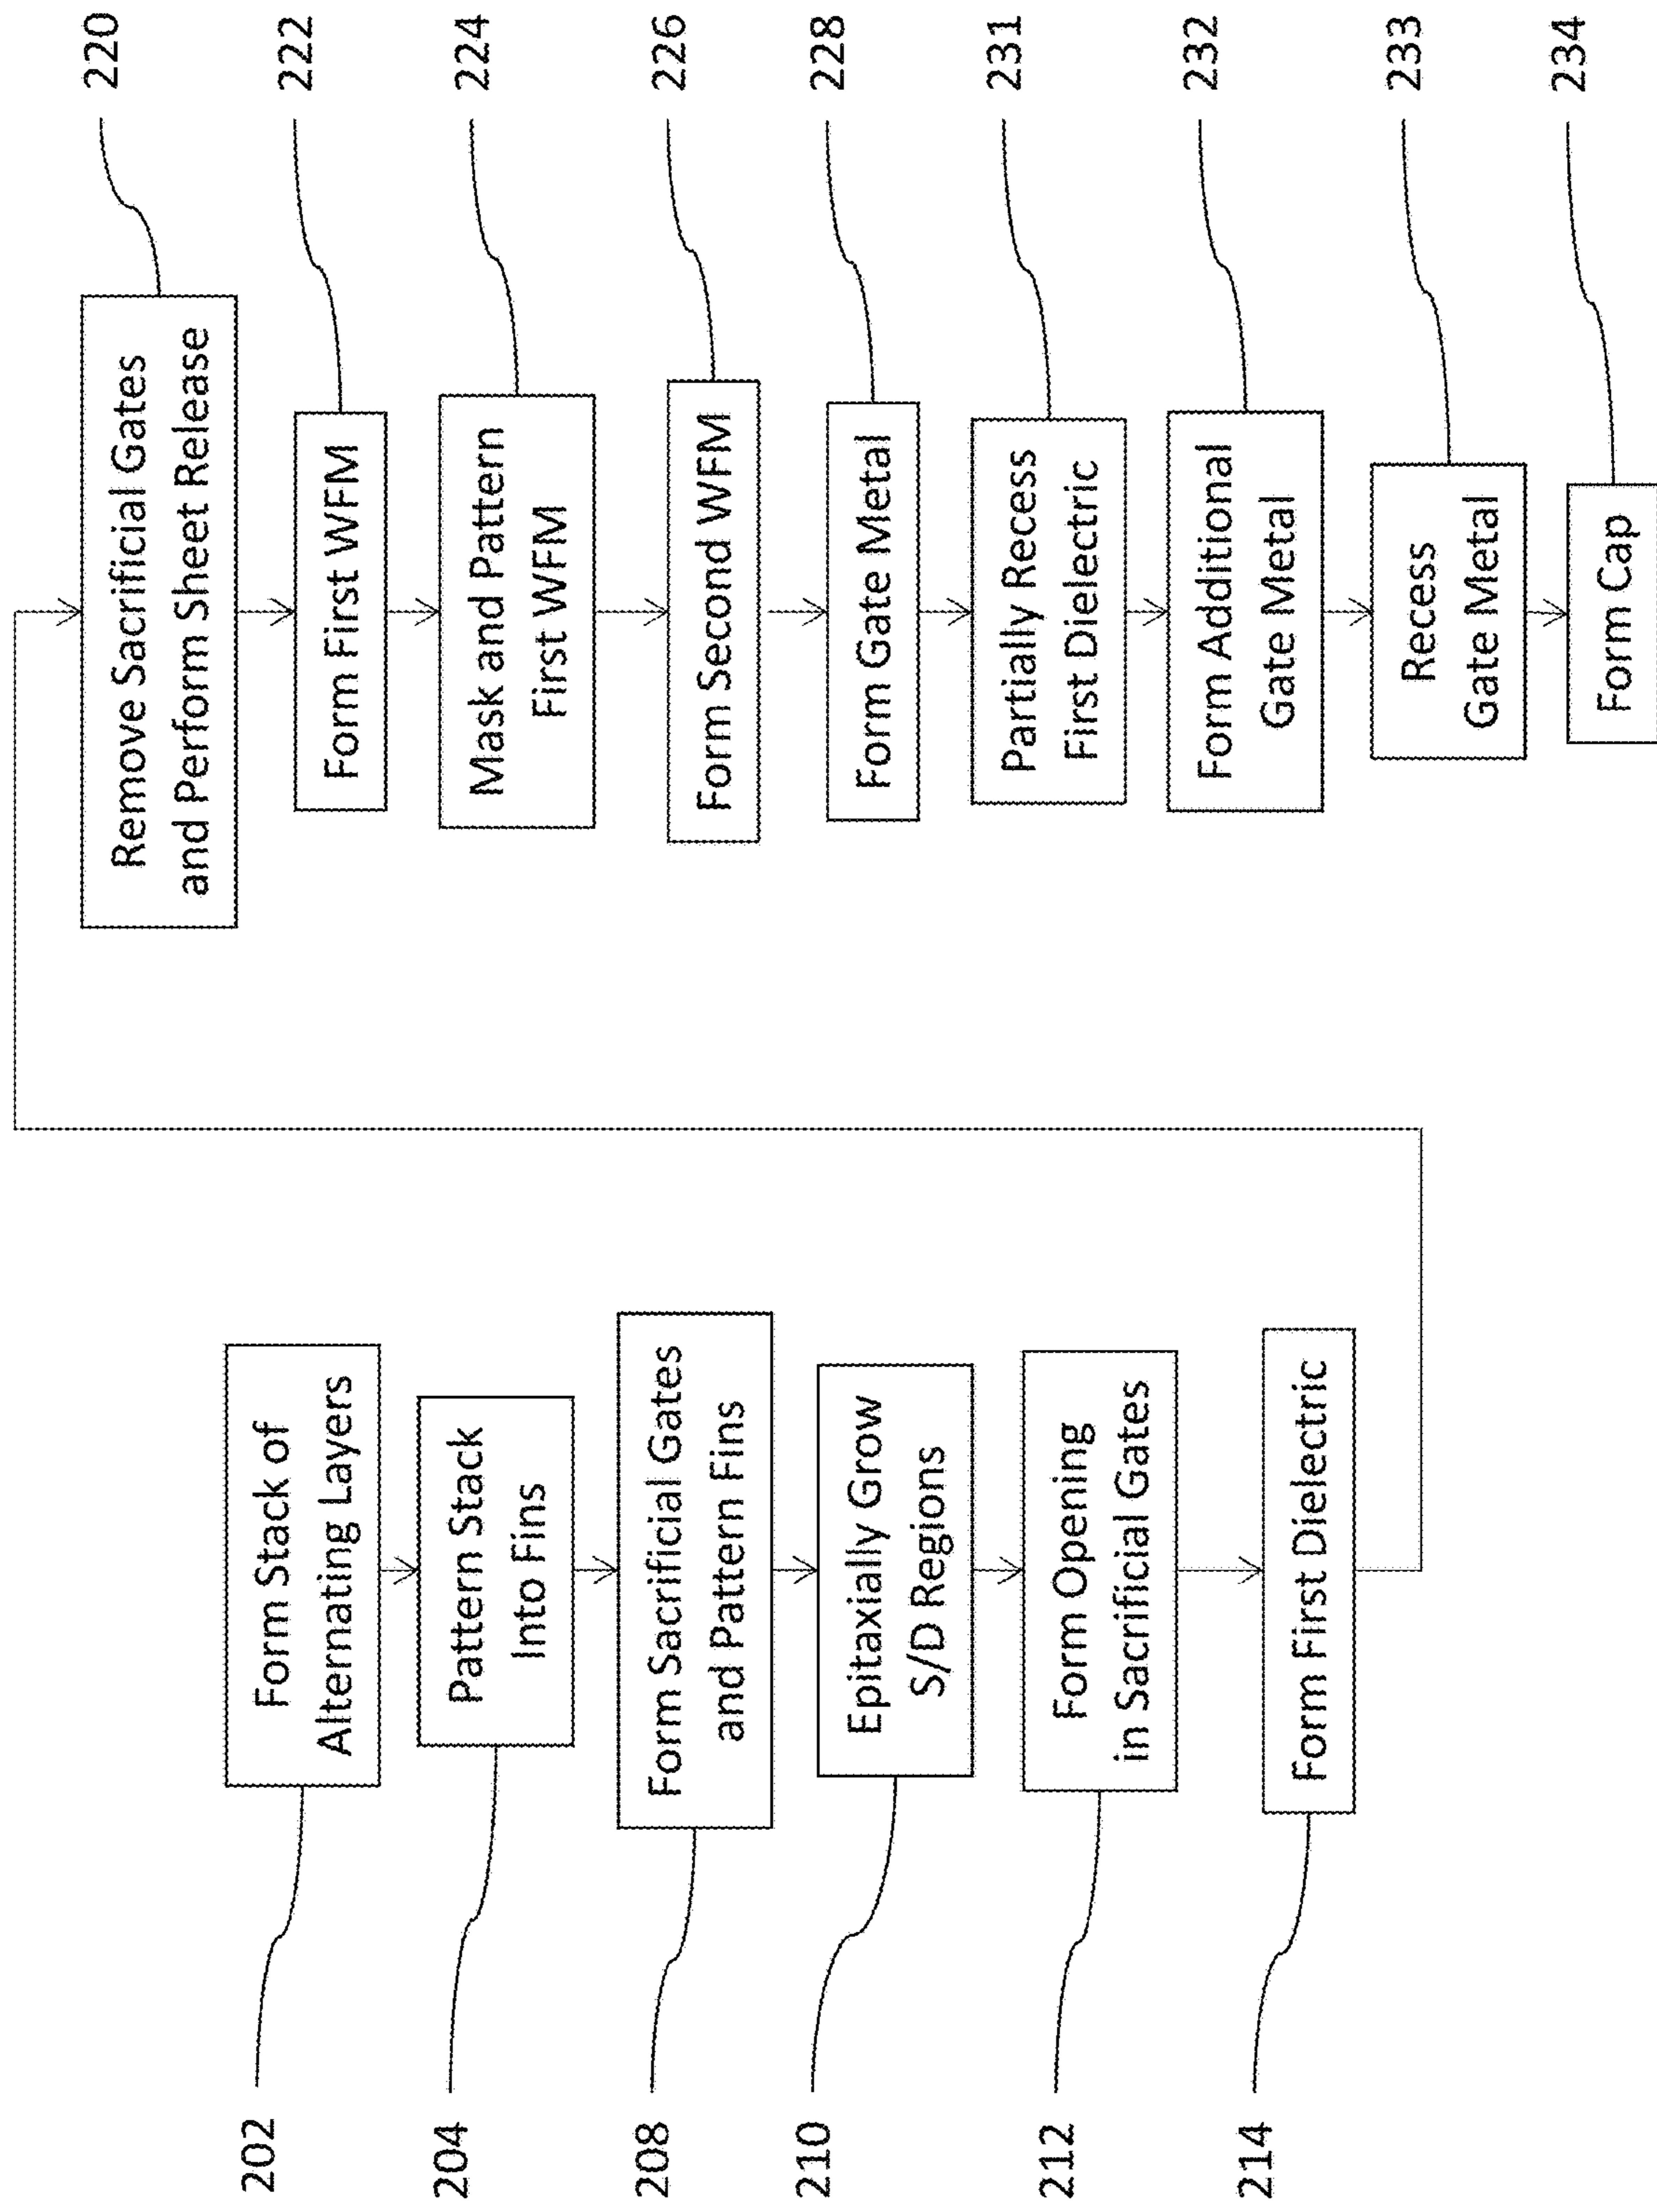 202
Form Stack of
Alternating Layers
204
Pattern Stack
Into Fins
208
Form Sacrificial Gates
and Pattern Fins
210
Epitaxially Grow
S/D Regions
212
Form Opening
in Sacrificial Gates
214
Form First Dielectric
Remove Sacrificial Gates
and Perform Sheet Release
220
Form First WFM
222
Mask and Pattern
First WFM
224
Form Second WFM
226
Form Gate Metal
228
Partially Recess
First Dielectric
231
Form Additional
Gate Metal
232
Recess
Gate Metal
233
Form Cap
234